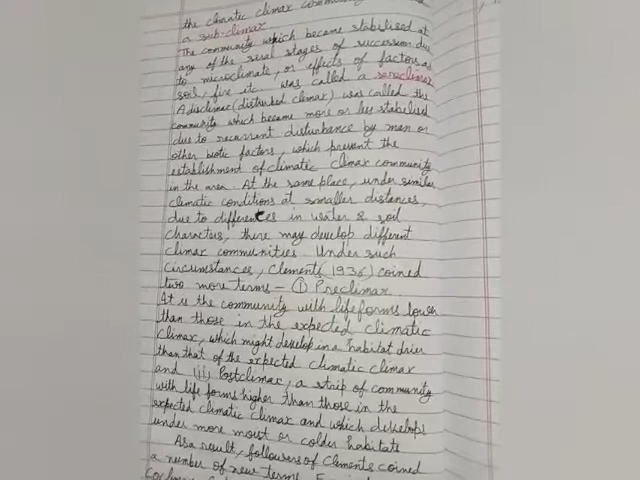 the climatic climax community
a sub-climax
The community which became stabilised at
any of the seral stages of succession due
to microclimate, or effects of factors as
soil, fire etc. was called a serclimax
A disclimax (disturbed climax) was called the
community which became more or less stabilised
due to recurrant disturbance by man or
other biotic factors, which prevent the
establishment of climatic climax community
in the area. At the same place, under similar
climatic conditions at smaller distances,
due to differences in water & soil
characters, there may develop different
climax communities. Under such
circumstances, Clements (1936) coined
two more terms - (i) Preclimax
It is the community with lifeforms lower
than those in the expected climatic
climax, which might develop in a habitat drier
than that of the expected climatic climax
and (ii) Postclimax, a strip of community
with life forms higher than those in the
expected climatic climax and which develops
under more moist or colder habitate
As a result, followers of Clements coined
a number of new terms.